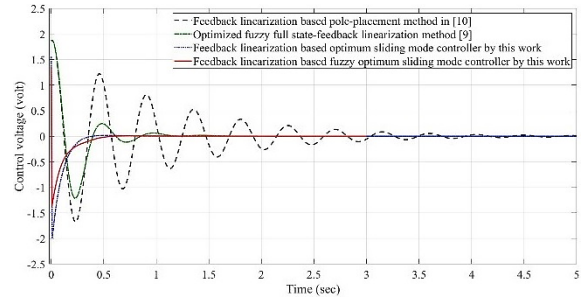 2.5
Feedback linearization based pole-placement method in [10]
2
Optimized fuzzy full state-feedback linearization method [9]
Feedback linearization based optimum sliding mode controller by this work
1.5
Feedback linearization based fuzzy optimum sliding mode controller by this work
1
0.5
0
-0.5
-1
-1.5
-2
-2.5
Control voltage (volt)
0 0.5 1 1.5 2 2.5 3 3.5 4 4.5 5
Time (sec)